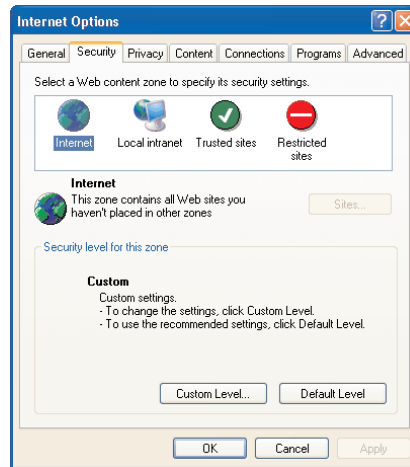 Internet Options
General Security Privacy Content Connections Programs Advanced
Select a Web content zone to specify its security settings.
Internet Local intranet Trusted sites Restricted sites
Internet
This zone contains all Web sites you
haven't placed in other zones
Sites...
Security level for this zone
Custom
Custom settings.
- To change the settings, click Custom Level.
- To use the recommended settings, click Default Level.
Custom Level... Default Level
OK Cancel Apply